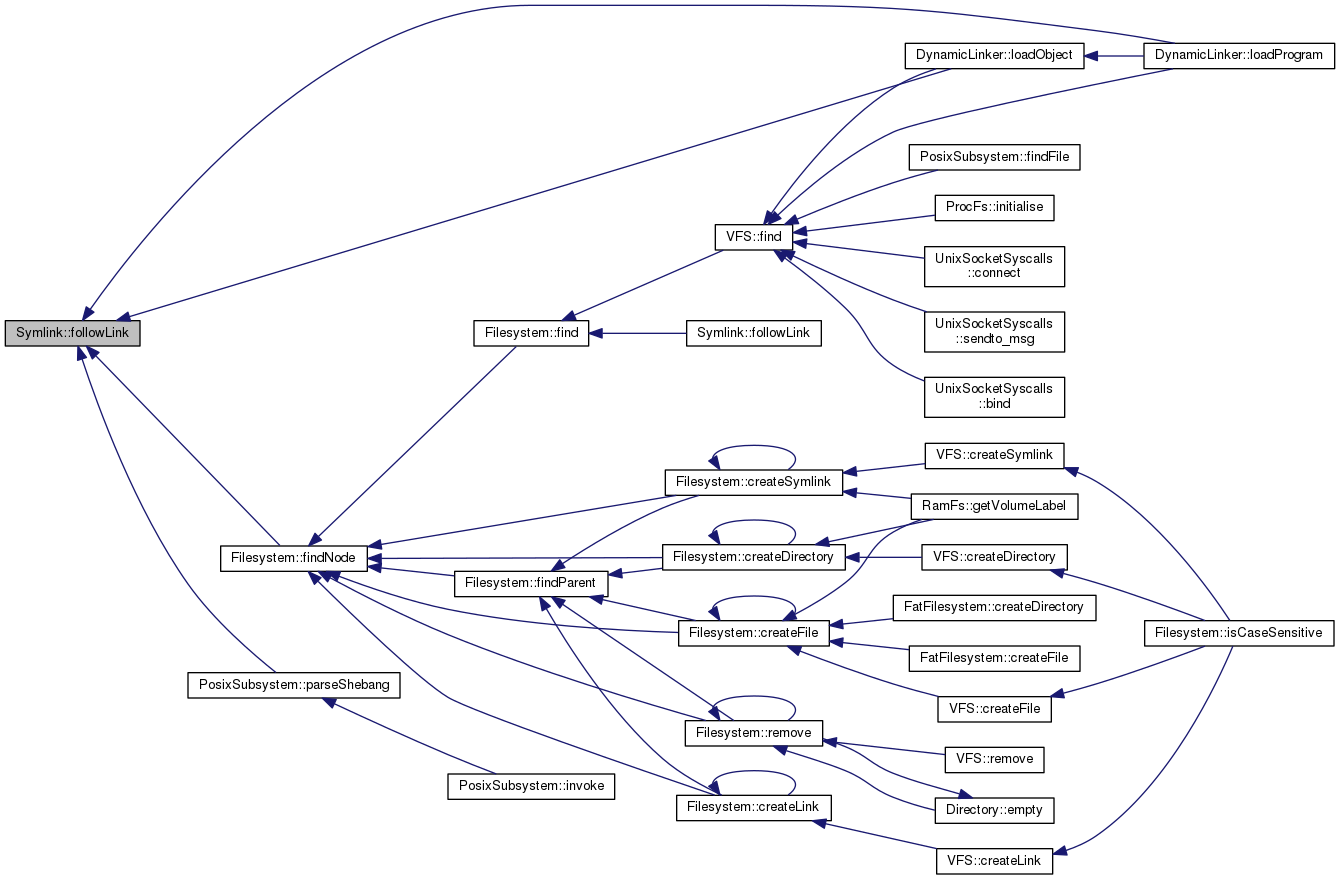 DynamicLinker::loadObject
DynamicLinker::loadProgram
PosixSubsystem::findFile
ProcFs::initialise
VFS::find
UnixSocketSyscalls
::connect
UnixSocketSyscalls
::sendto_msg
Symlink::followLink
Filesystem::find
Symlink::followLink
UnixSocketSyscalls
::bind
VFS::createSymlink
Filesystem::createSymlink
RamFs::getVolumeLabel
Filesystem::findNode
Filesystem::createDirectory
VFS::createDirectory
Filesystem::findParent
FatFilesystem::createDirectory
Filesystem::createFile
Filesystem::isCaseSensitive
FatFilesystem::createFile
PosixSubsystem::parseShebang
VFS::createFile
Filesystem::remove
VFS::remove
PosixSubsystem::invoke
Filesystem::createLink
Directory::empty
VFS::createLink